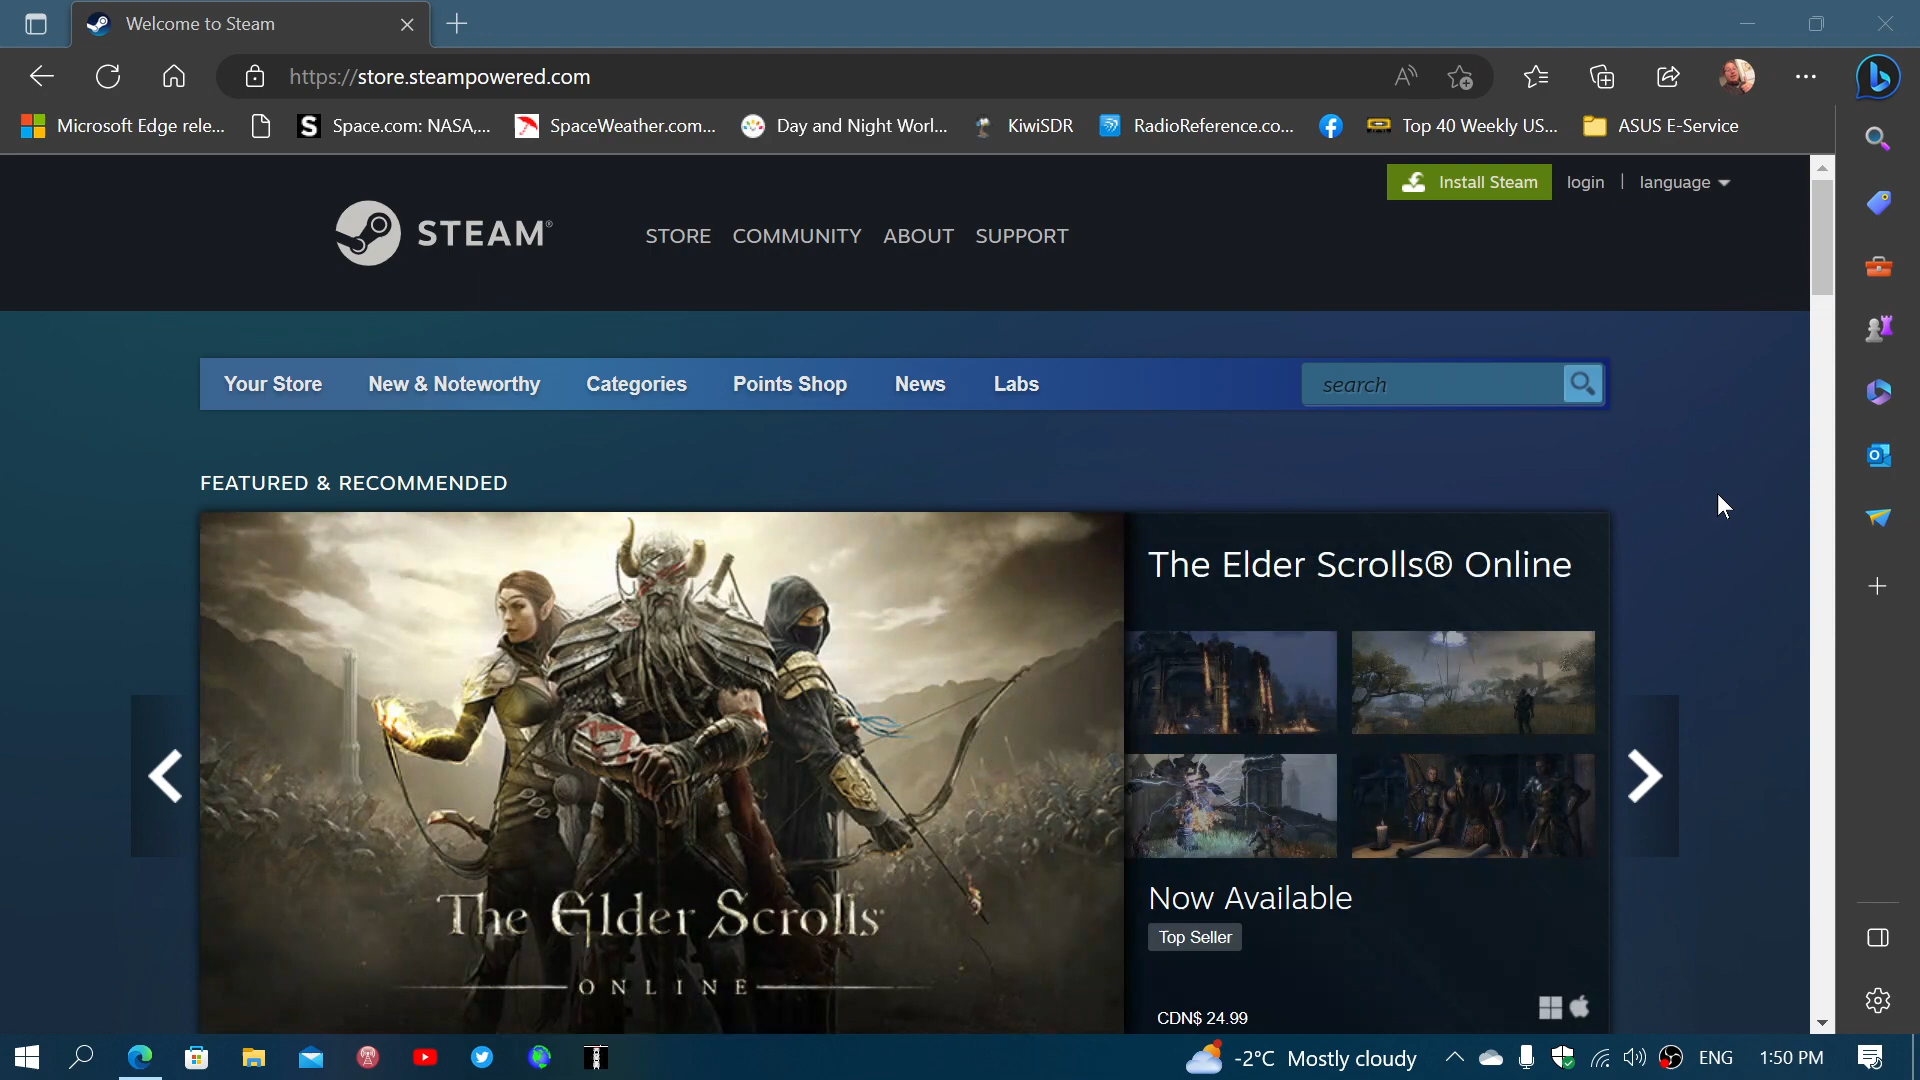 Welcome to Steam
https://store.steampowered.com
Microsoft Edge rele... Space.com: NASA,... SpaceWeather.com... Day and Night Worl... KiwiSDR RadioReference.co... Top 40 Weekly US... ASUS E-Service
Install Steam login | language
STEAM® STORE COMMUNITY ABOUT SUPPORT
Your Store New & Noteworthy Categories Points Shop News Labs search
FEATURED & RECOMMENDED
The Elder Scrolls® Online
The Elder Scrolls
ONLINE
Now Available
Top Seller
CDN$ 24.99
-2°C Mostly cloudy ENG 1:50 PM